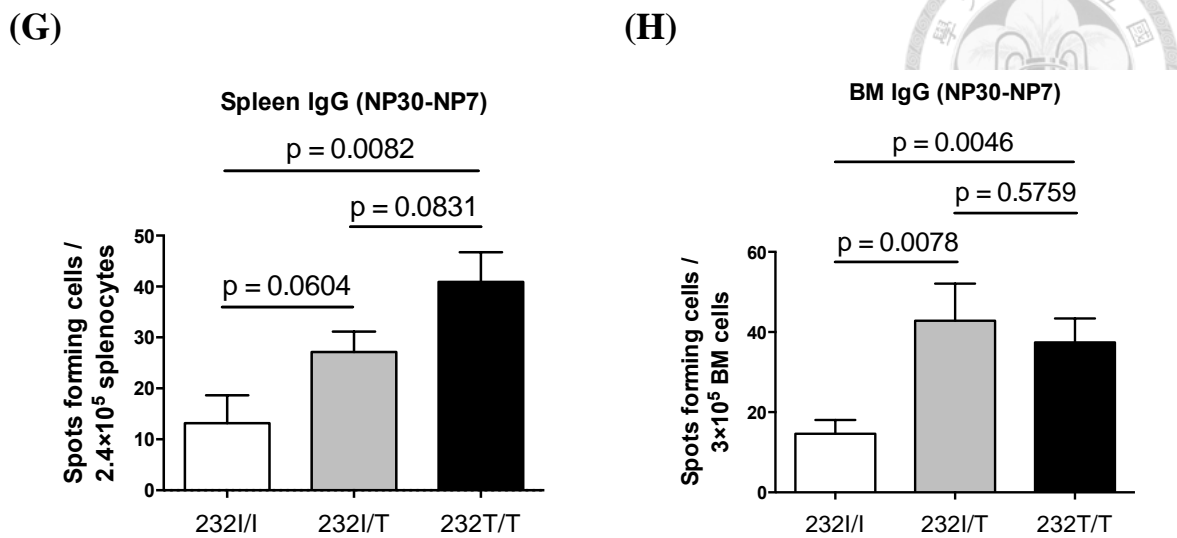 (G)
Spleen IgG (NP30-NP7)
p = 0.0082
p = 0.0831
p = 0.0604
Spots forming cells /
2.4×10⁵ splenocytes
50
40
30
20
10
0
232I/I 232I/T 232T/T
(H)
BM IgG (NP30-NP7)
p = 0.0046
p = 0.5759
p = 0.0078
Spots forming cells /
3×10⁵ BM cells
60
40
20
0
232I/I 232I/T 232T/T